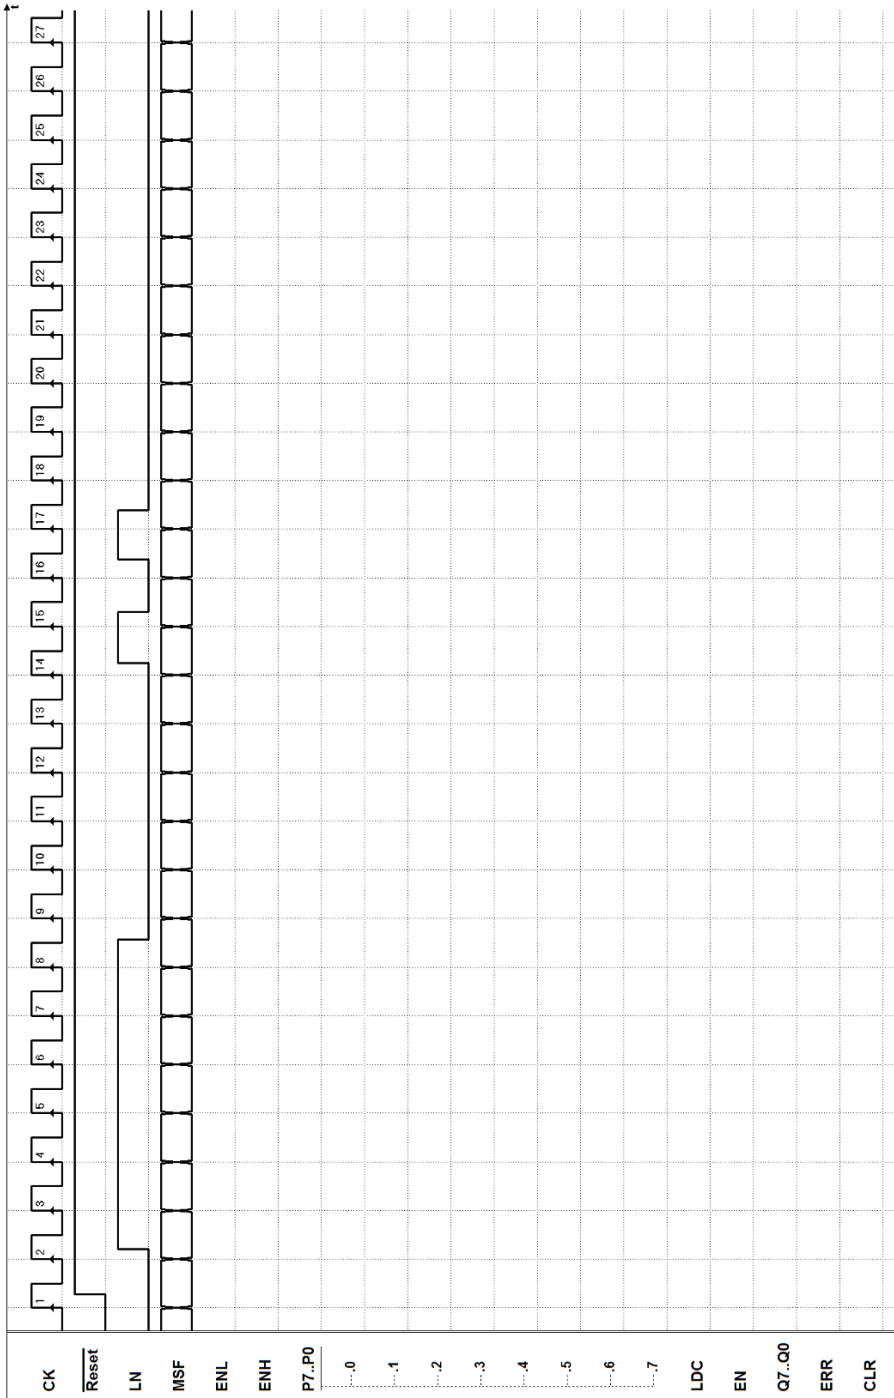 t
CK
1 2 3 4 5 6 7 8 9 10 11 12 13 14 15 16 17 18 19 20 21 22 23 24 25 26 27
Reset
LN
MSF
ENL
ENH
P7..P0
...0
...1
...2
...3
...4
...5
...6
...7
LDC
EN
Q7..Q0
ERR
CLR